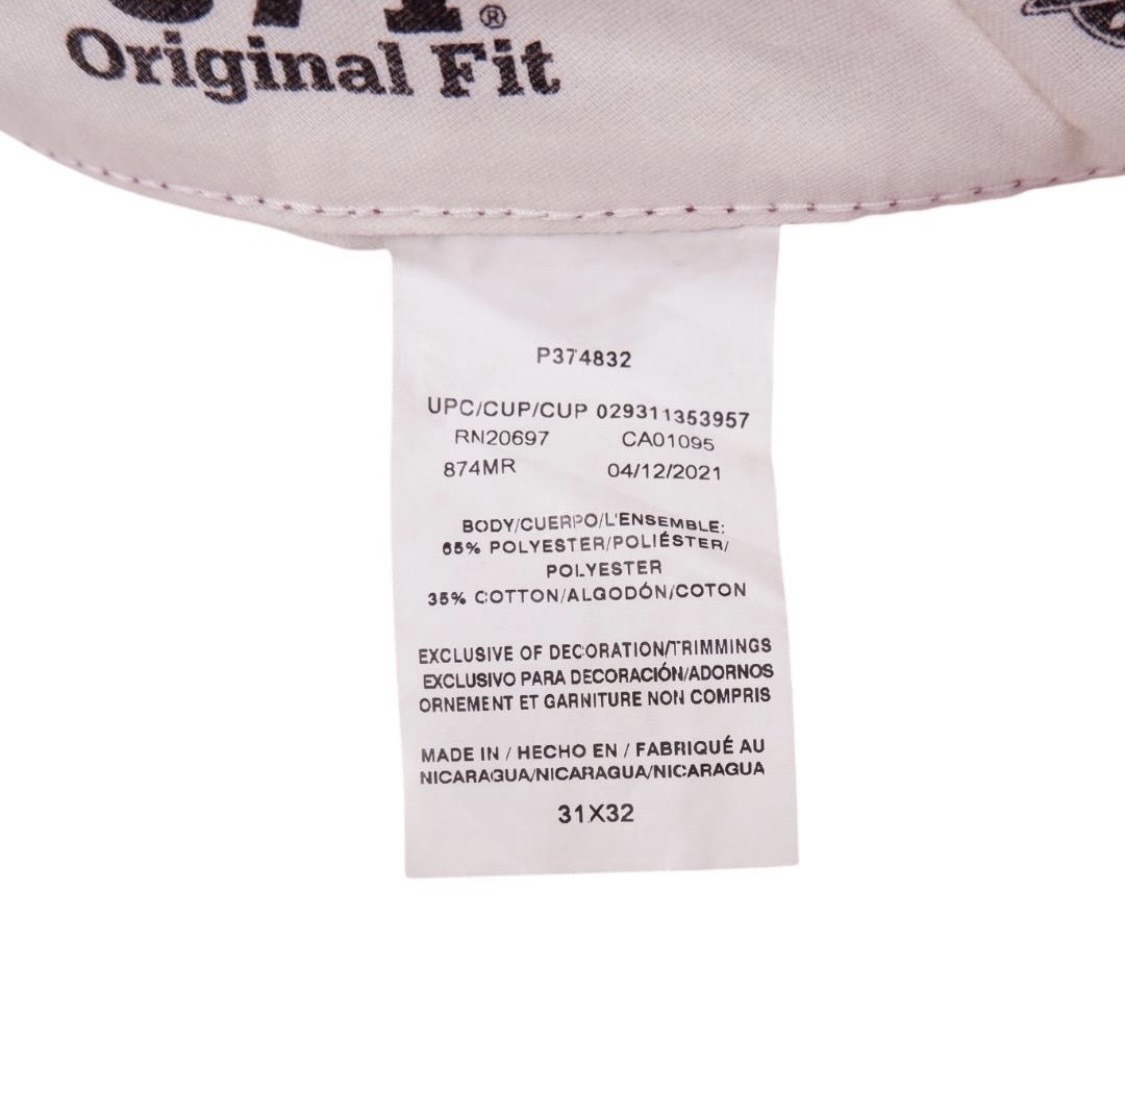 874®
Original Fit
P374832
UPC/CUP/CUP 029311353957
RN20697 CA01095
874MR 04/12/2021
BODY/CUERPO/L'ENSEMBLE:
65% POLYESTER/POLIÉSTER/
POLYESTER
35% COTTON/ALGODÓN/COTON
EXCLUSIVE OF DECORATION/TRIMMINGS
EXCLUSIVO PARA DECORACIÓN/ADORNOS
ORNEMENT ET GARNITURE NON COMPRIS
MADE IN / HECHO EN / FABRIQUÉ AU
NICARAGUA/NICARAGUA/NICARAGUA
31X32